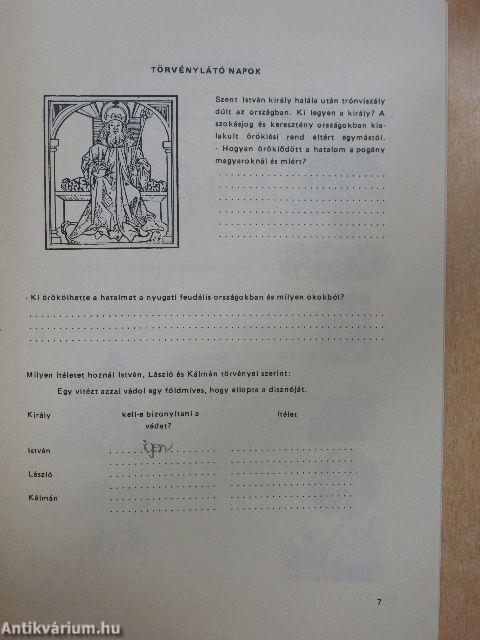 TÖRVÉNYLÁTÓ NAPOK
Szent István király halála után trónviszály
dúlt az országban. Ki legyen a király? A
szokásjog és keresztény országokban kia-
lakult öröklési rend eltért egymástól.
- Hogyan öröklődött a hatalom a pogány
magyaroknál és miért?
- Ki örökölhette a hatalmat a nyugati feudális országokban és milyen okokból?
Milyen ítéletet hoznál István, László és Kálmán törvényei szerint:
Egy vitézt azzal vádol egy földmíves, hogy ellopta a disznóját.
Király kell-e bizonyítani a ítélet
vádat?
István igen
László
Kálmán
7
Antikvárium.hu